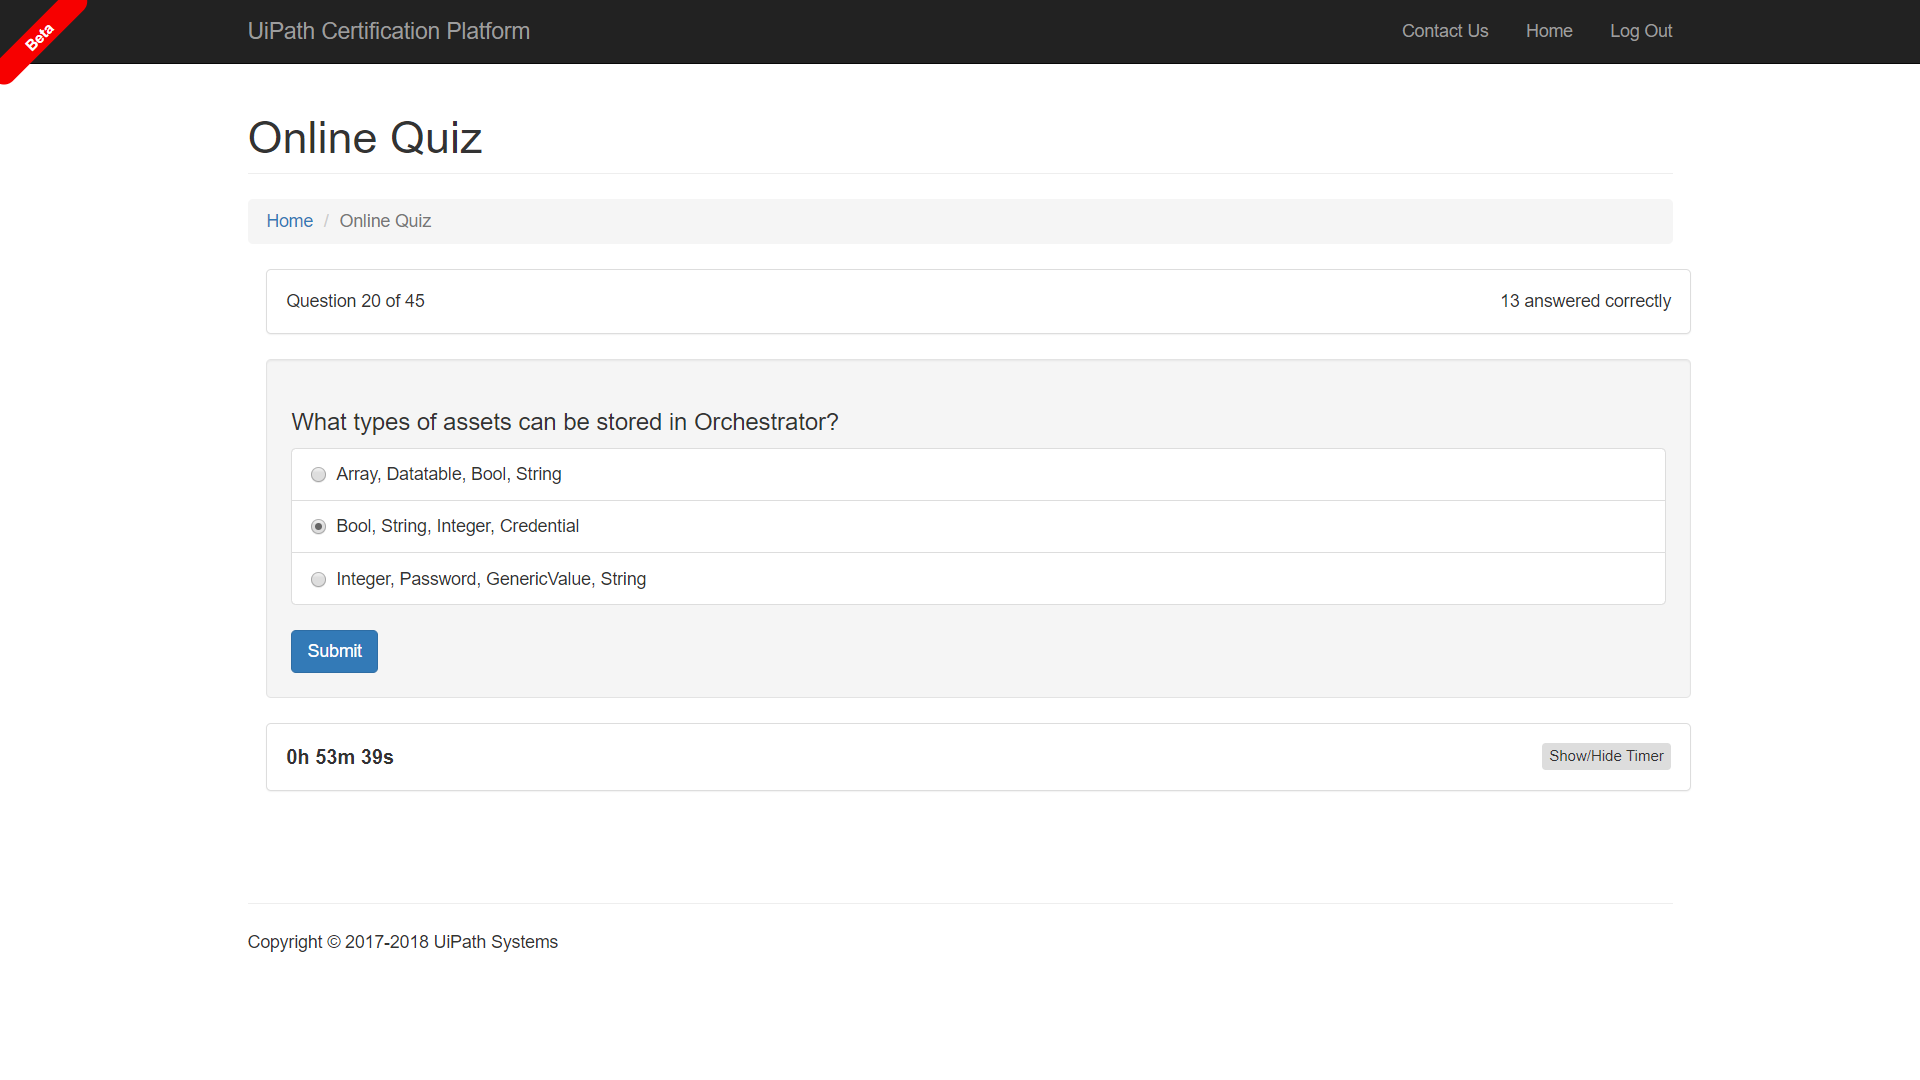 Beta
UiPath Certification Platform
Contact Us Home Log Out
Online Quiz
Home / Online Quiz
Question 20 of 45 13 answered correctly
What types of assets can be stored in Orchestrator?
Array, Datatable, Bool, String
Bool, String, Integer, Credential
Integer, Password, GenericValue, String
Submit
0h 53m 39s Show/Hide Timer
Copyright © 2017-2018 UiPath Systems